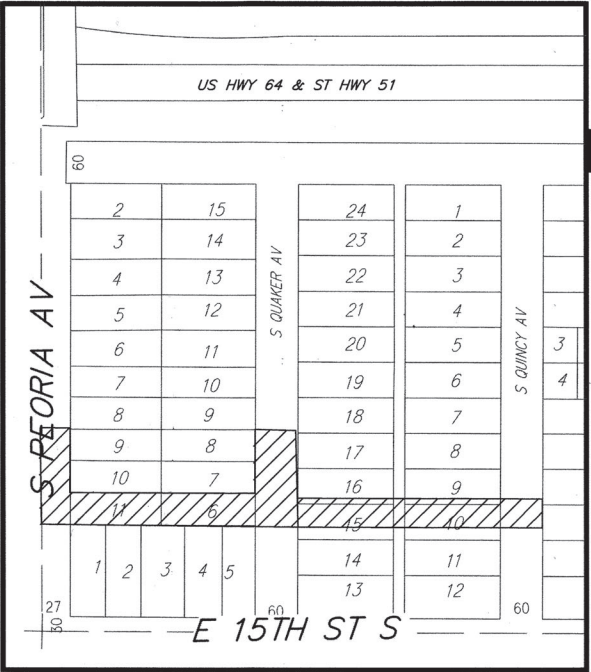 US HWY 64 & ST HWY 51
60
2 15 24 1
3 14 23 2
4 13 22 3
5 12 21 4
6 11 20 5 3
7 10 19 6 4
8 9 18 7
9 8 17 8
10 7 16 9
11 6 15 10
1 2 3 4 5 14 11
13 12
S PEORIA AV
S QUAKER AV
S QUINCY AV
27
30
60
60
E 15TH ST S